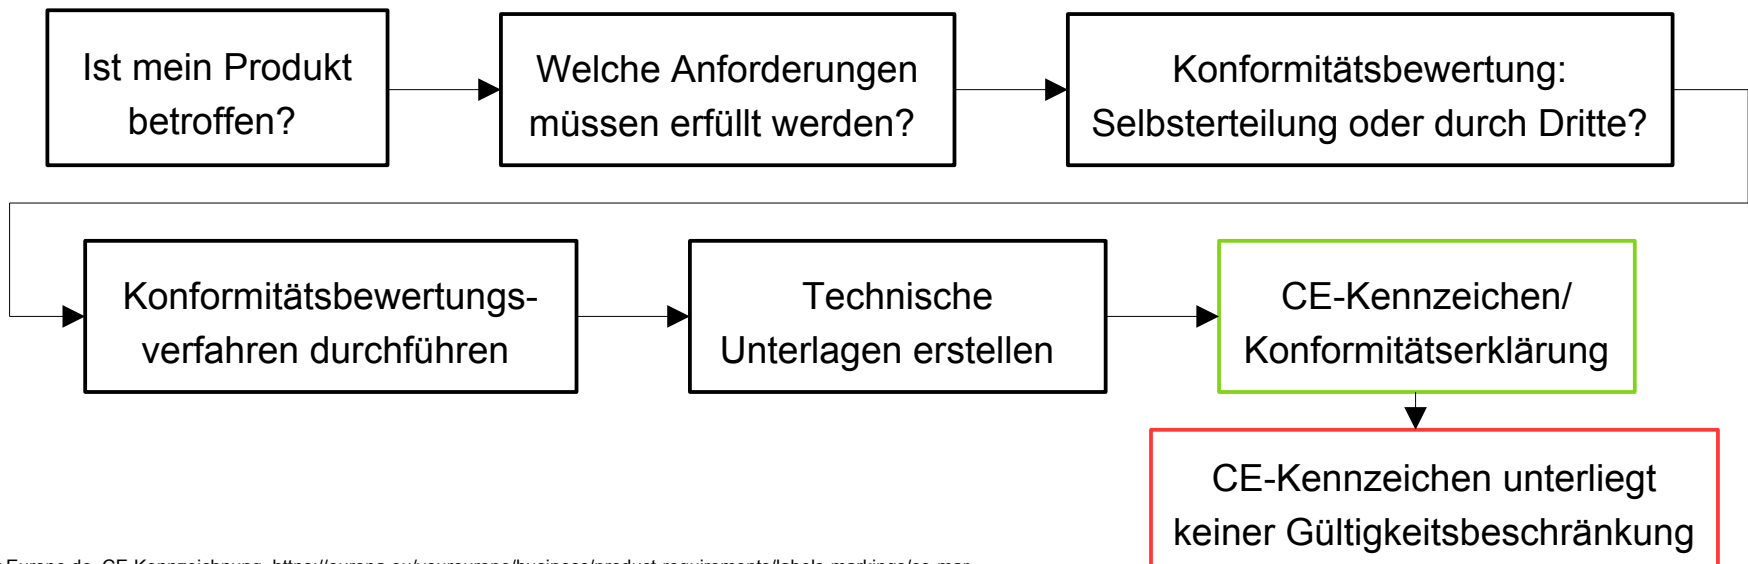 Ist mein Produkt
betroffen?
Welche Anforderungen
müssen erfüllt werden?
Konformitätsbewertung:
Selbsterteilung oder durch Dritte?
Konformitätsbewertungs-
verfahren durchführen
Technische
Unterlagen erstellen
CE-Kennzeichen/
Konformitätserklärung
CE-Kennzeichen unterliegt
keiner Gültigkeitsbeschränkung